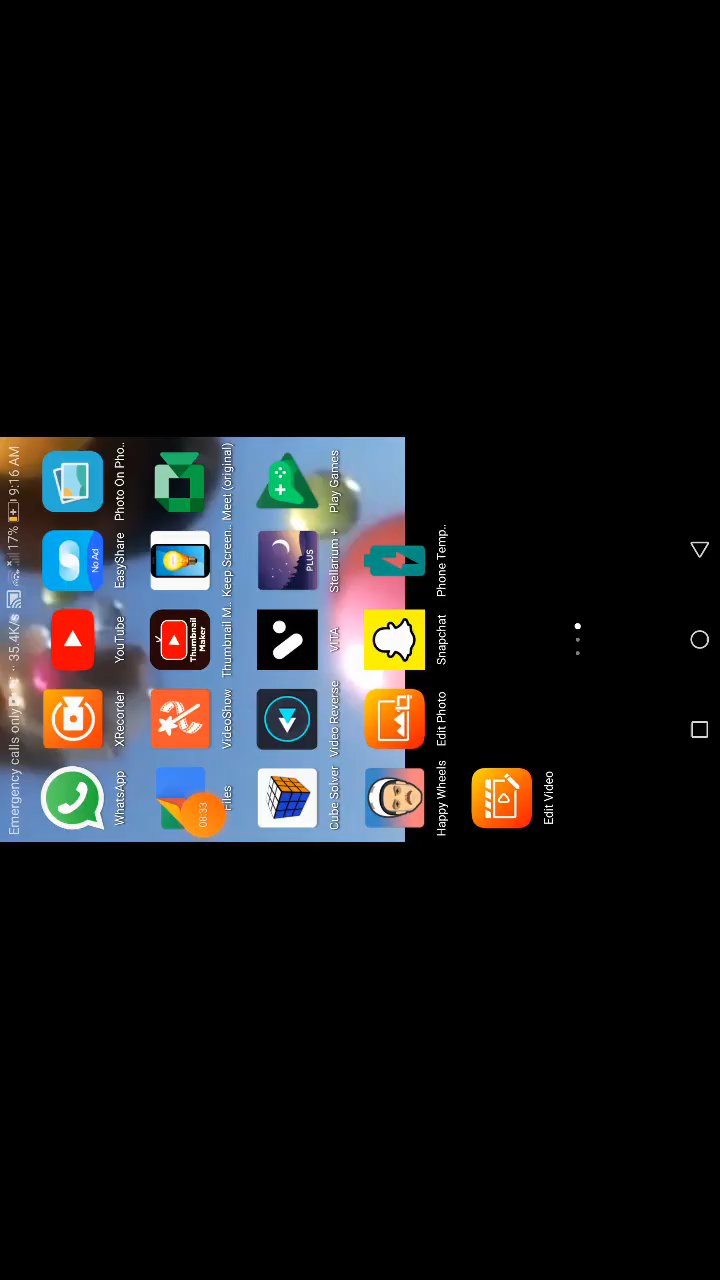 Emergency calls only
35.4K/s
17%
9:16 AM
WhatsApp
XRecorder
YouTube
No Ad
EasyShare
Photo On Pho..
08:33
Files
VideoShow
Thumbnail
Maker
Thumbnail M..
Keep Screen..
Meet (original)
Cube Solver
Video Reverse
VITA
PLUS
Stellarium +
Play Games
Happy Wheels
Edit Photo
Snapchat
Phone Temp..
Edit Video